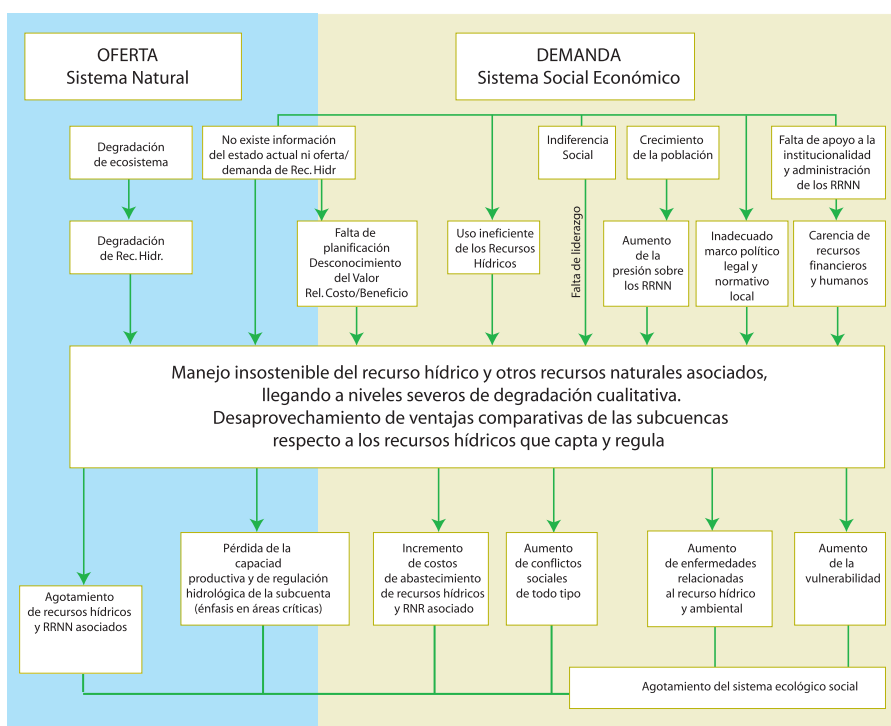 OFERTA
Sistema Natural
DEMANDA
Sistema Social Económico
Degradación
de ecosistema
No existe información
del estado actual ni oferta/
demanda de Rec. Hidr
Indiferencia
Social
Crecimiento
de la población
Falta de apoyo a la
institucionalidad
y administración
de los RRNN
Degradación
de Rec. Hidr.
Falta de
planificación
Desconocimiento
del Valor
Rel. Costo/Beneficio
Uso ineficiente
de los Recursos
Hídricos
Falta de liderazgo
Aumento
de la
presión sobre
los RRNN
Inadecuado
marco político
legal y
normativo
local
Carencia de
recursos
financieros
y humanos
Manejo insostenible del recurso hídrico y otros recursos naturales asociados,
llegando a niveles severos de degradación cualitativa.
Desaprovechamiento de ventajas comparativas de las subcuencas
respecto a los recursos hídricos que capta y regula
Agotamiento
de recursos hídricos
y RRNN asociados
Pérdida de la
capaciad
productiva y de regulación
hidrológica de la subcuenta
(énfasis en áreas críticas)
Incremento
de costos
de abastecimiento
de recursos hídricos
y RNR asociado
Aumento
de conflictos
sociales
de todo tipo
Aumento
de enfermedades
relacionadas
al recurso hídrico
y ambiental
Aumento
de la
vulnerabilidad
Agotamiento del sistema ecológico social